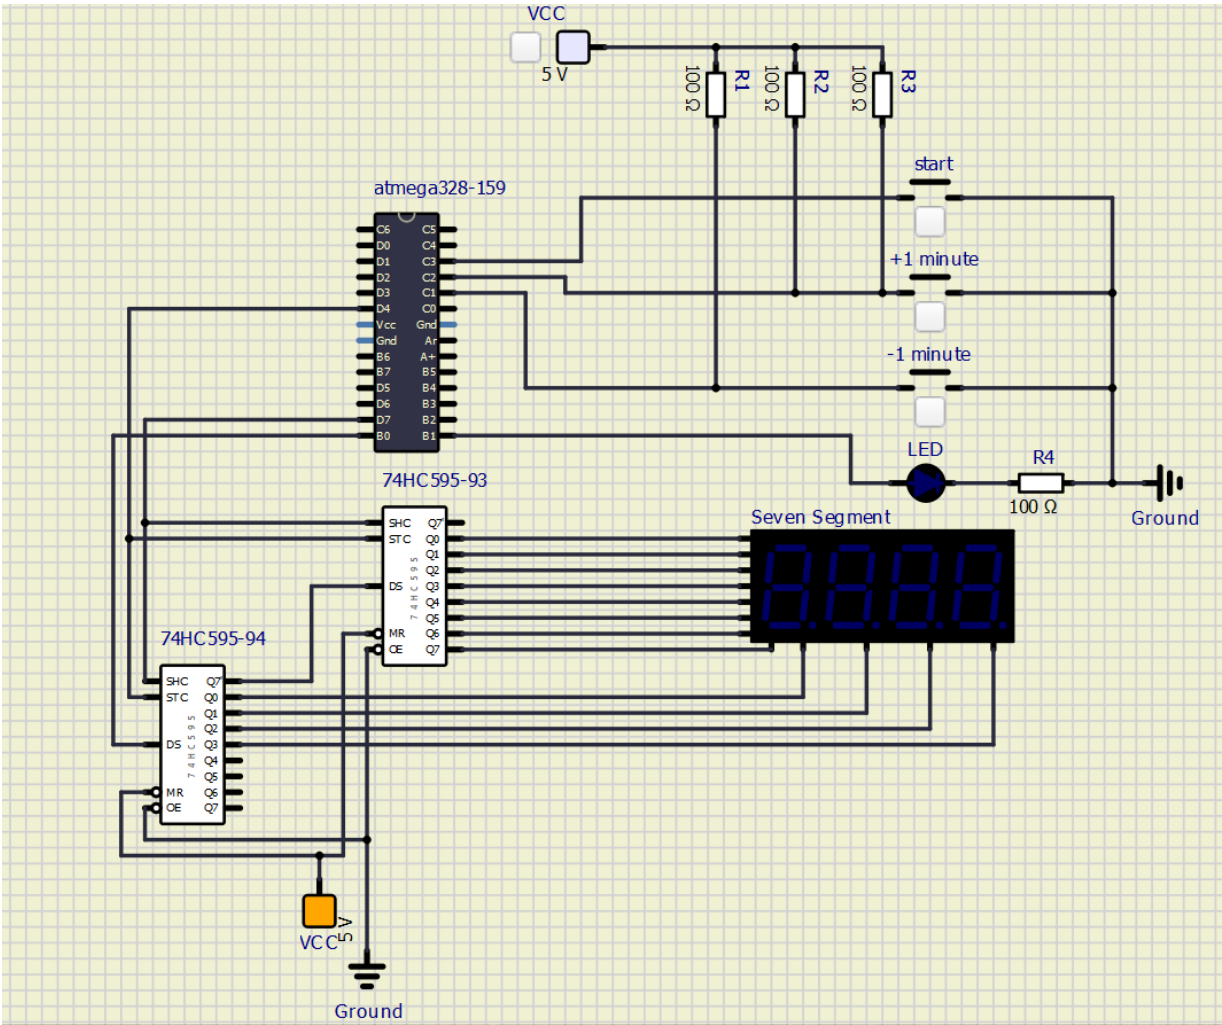 VCC
5 V
100 Ω R1
100 Ω R2
100 Ω R3
start
atmega328-159
C6 C5
D0 C4
D1 C3
D2 C2
D3 C1
D4 C0
Vcc Gnd
Gnd Ar
B6 A+
B7 B5
D5 B4
D6 B3
D7 B2
B0 B1
+1 minute
-1 minute
LED
R4
100 Ω
Ground
74HC595-93
SHC Q7'
STC Q0
Q1
Q2
DS Q3
Q4
Q5
MR Q6
OE Q7
74HC595
Seven Segment
74HC595-94
SHC Q7'
STC Q0
Q1
Q2
DS Q3
Q4
Q5
MR Q6
OE Q7
74HC595
VCC 5 V
Ground